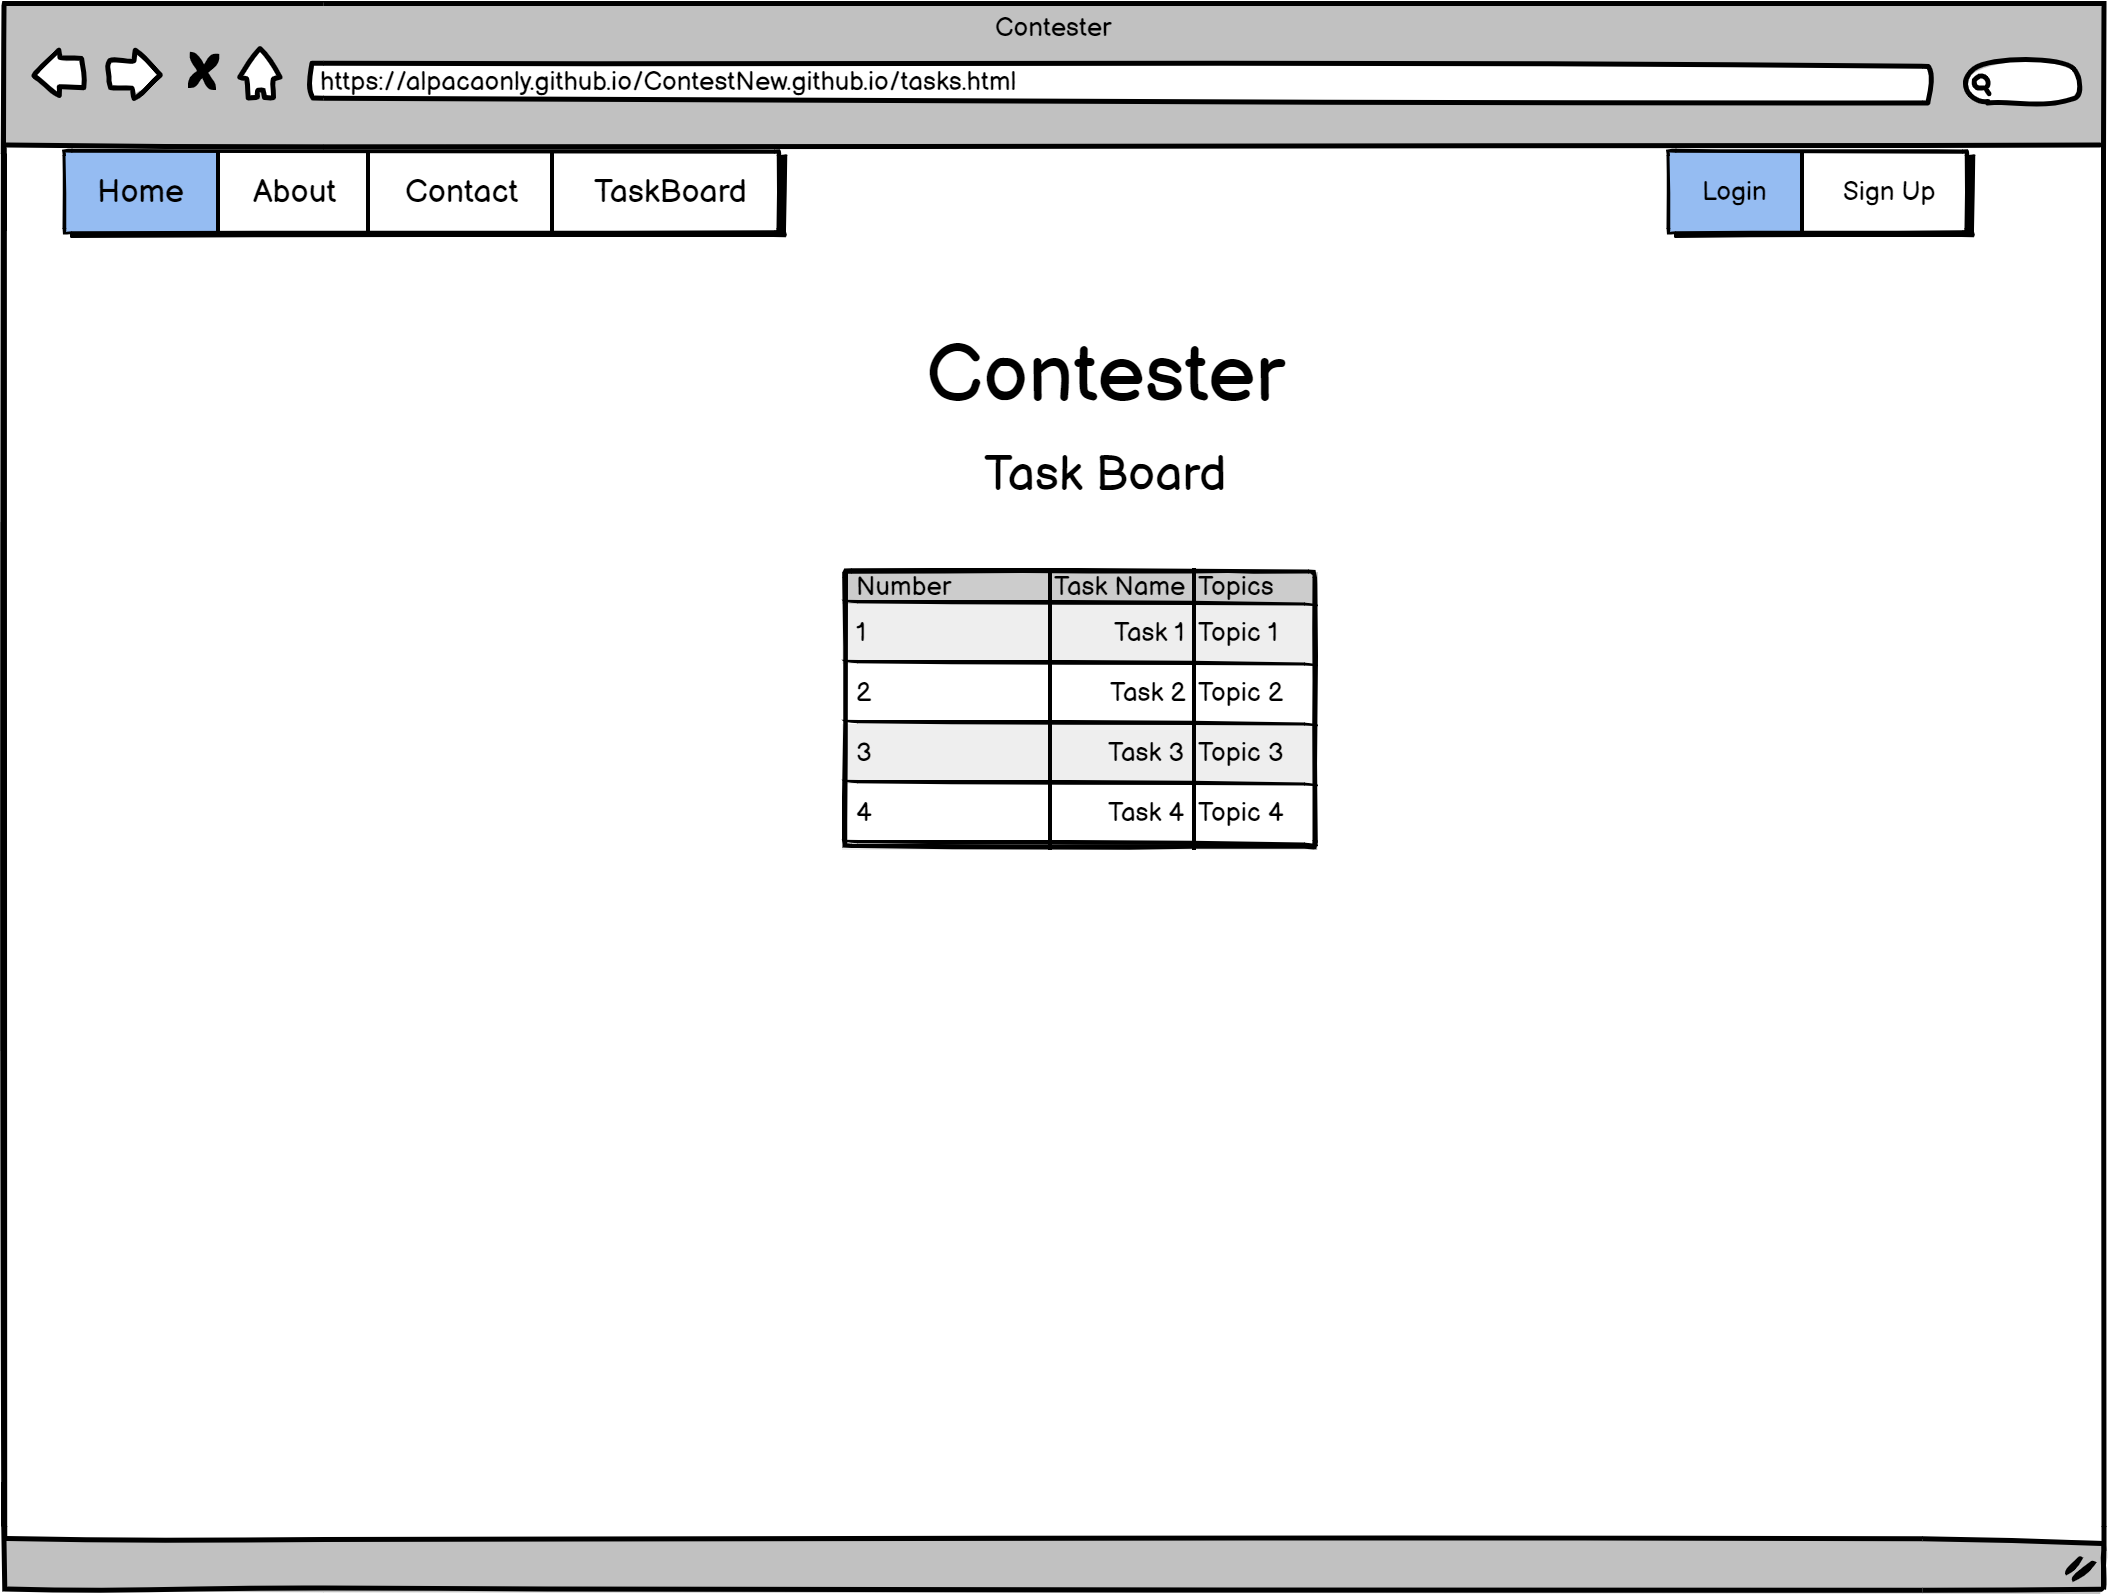 Contester
https://alpacaonly.github.io/ContestNew.github.io/tasks.html
Home About Contact TaskBoard Login Sign Up
Contester
Task Board
Number Task Name Topics
1 Task 1 Topic 1
2 Task 2 Topic 2
3 Task 3 Topic 3
4 Task 4 Topic 4